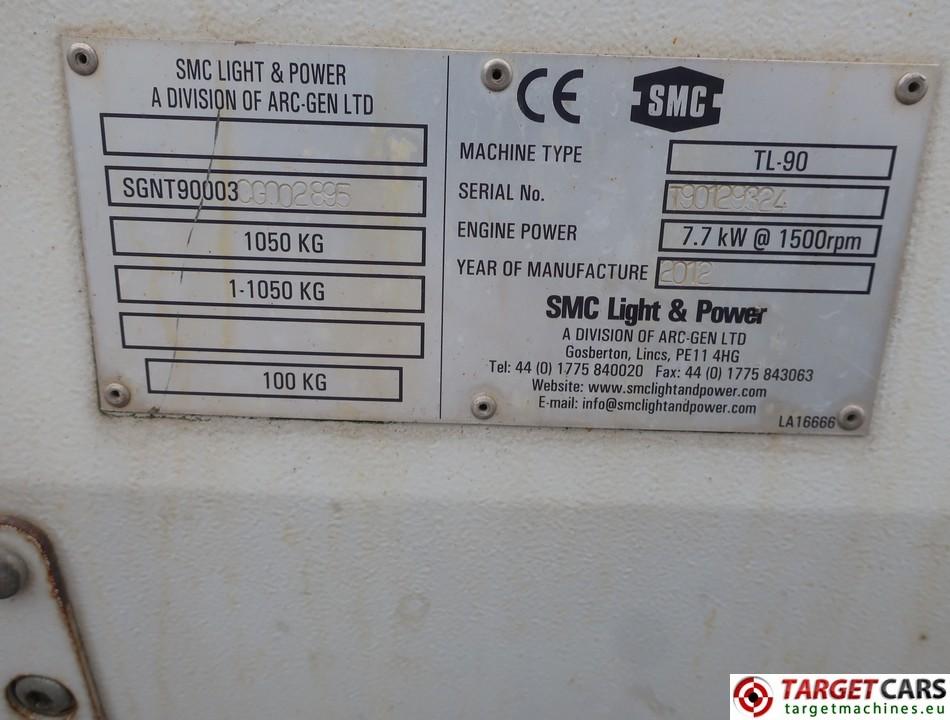 SMC LIGHT & POWER
A DIVISION OF ARC-GEN LTD
SGNT90003CG002895
1050 KG
1-1050 KG
100 KG
CE SMC
MACHINE TYPE TL-90
SERIAL No. T90129324
ENGINE POWER 7.7 kW @ 1500rpm
YEAR OF MANUFACTURE 2012
SMC Light & Power
A DIVISION OF ARC-GEN LTD
Gosberton, Lincs, PE11 4HG
Tel: 44 (0) 1775 840020 Fax: 44 (0) 1775 843063
Website: www.smclightandpower.com
E-mail: info@smclightandpower.com
LA16666
TARGETCARS
targetmachines.eu